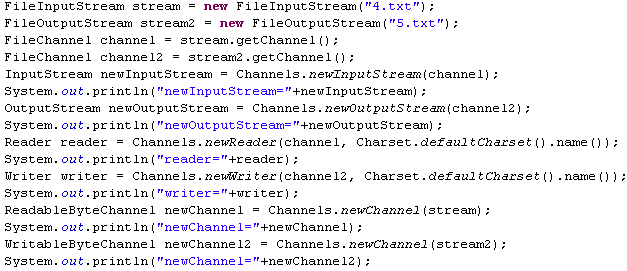 FileInputStream stream = new FileInputStream("4.txt");
FileOutputStream stream2 = new FileOutputStream("5.txt");
FileChannel channel = stream.getChannel();
FileChannel channel2 = stream2.getChannel();
InputStream newInputStream = Channels.newInputStream(channel);
System.out.println("newInputStream="+newInputStream);
OutputStream newOutputStream = Channels.newOutputStream(channel2);
System.out.println("newOutputStream="+newOutputStream);
Reader reader = Channels.newReader(channel, Charset.defaultCharset().name());
System.out.println("reader="+reader);
Writer writer = Channels.newWriter(channel2, Charset.defaultCharset().name());
System.out.println("writer="+writer);
ReadableByteChannel newChannel = Channels.newChannel(stream);
System.out.println("newChannel="+newChannel);
WritableByteChannel newChannel2 = Channels.newChannel(stream2);
System.out.println("newChannel="+newChannel2);